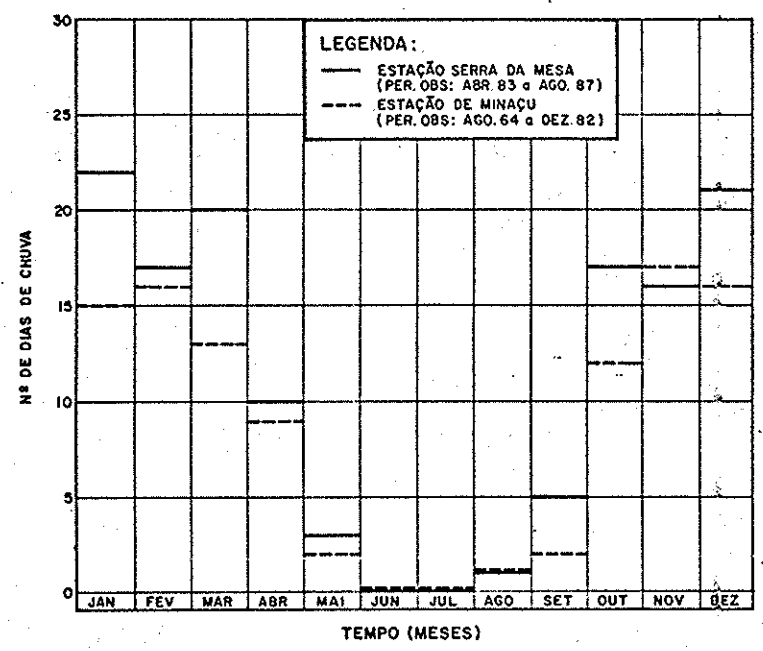 30
25
20
15
10
5
0
LEGENDA:
ESTAÇÃO SERRA DA MESA
(PER. OBS: ABR. 83 a AGO. 87)
ESTAÇÃO DE MINAÇU
(PER. OBS: AGO. 64 a DEZ. 82)
Nº DE DIAS DE CHUVA
JAN FEV MAR ABR MAI JUN JUL AGO SET OUT NOV DEZ
TEMPO (MESES)